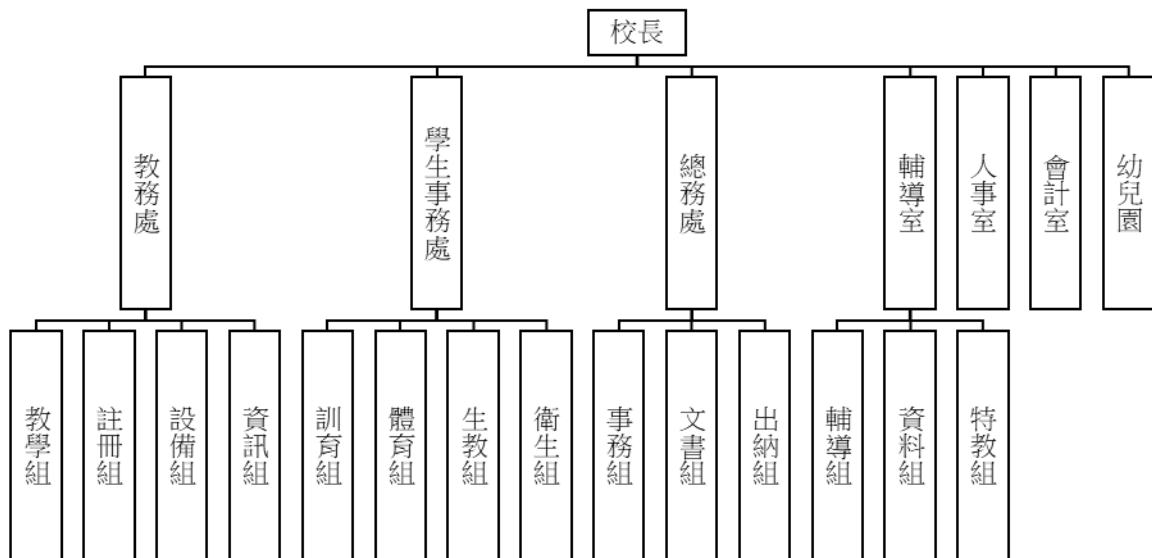 校長
教務處
學生事務處
總務處
輔導室
人事室
會計室
幼兒園
教學組
註冊組
設備組
資訊組
訓育組
體育組
生教組
衛生組
事務組
文書組
出納組
輔導組
資料組
特教組